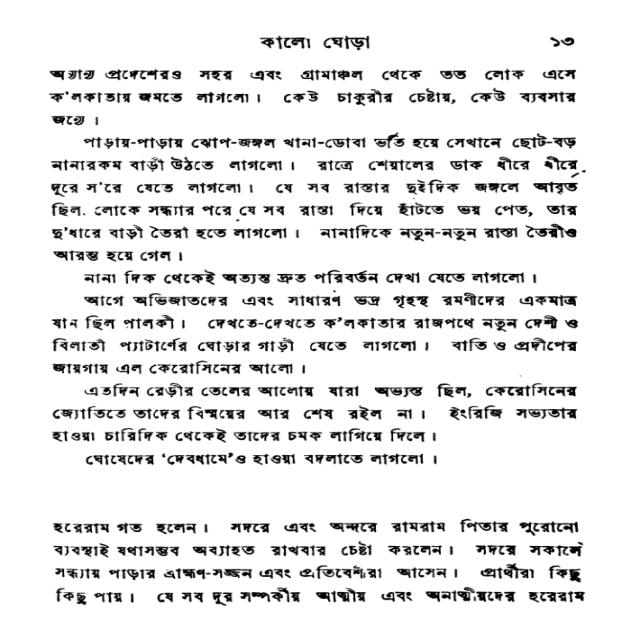 কালো ঘোড়া ১৩
অন্যান্য প্রদেশেরও সহর এবং গ্রামাঞ্চল থেকে তত লোক এসে
ক'লকাতায় জমতে লাগলো। কেউ চাকুরীর চেষ্টায়, কেউ ব্যবসার
জন্যে।
পাড়ায়-পাড়ায় ঝোপ-জঙ্গল খানা-ডোবা ভর্তি হয়ে সেখানে ছোট-বড়
নানারকম বাড়ী উঠতে লাগলো। রাত্রে শেয়ালের ডাক ধীরে ধীরে
দূরে স'রে যেতে লাগলো। যে সব রাস্তার দুইদিক জঙ্গলে আবৃত
ছিল, লোকে সন্ধ্যার পরে যে সব রাস্তা দিয়ে হাঁটতে ভয় পেত, তার
দু'ধারে বাড়ী তৈরী হতে লাগলো। নানাদিকে নতুন-নতুন রাস্তা তৈরীও
আরম্ভ হয়ে গেল।
নানা দিক থেকেই অত্যন্ত দ্রুত পরিবর্তন দেখা যেতে লাগলো।
আগে অভিজাতদের এবং সাধারণ ভদ্র গৃহস্থ রমণীদের একমাত্র
যান ছিল পালকী। দেখতে-দেখতে ক'লকাতার রাজপথে নতুন দেশী ও
বিলাতী প্যাটার্ণের ঘোড়ার গাড়ী যেতে লাগলো। বাতি ও প্রদীপের
জায়গায় এল কেরোসিনের আলো।
এতদিন রেড়ীর তেলের আলোয় যারা অভ্যস্ত ছিল, কেরোসিনের
জ্যোতিতে তাদের বিস্ময়ের আর শেষ রইল না। ইংরিজি সভ্যতার
হাওয়া চারিদিক থেকেই তাদের চমক লাগিয়ে দিলে।
ঘোষেদের ‘দেবধামে’ও হাওয়া বদলাতে লাগলো।
হরেরাম গত হলেন। সদরে এবং অন্দরে রামরাম পিতার পুরোনো
ব্যবস্থাই যথাসম্ভব অব্যাহত রাখবার চেষ্টা করলেন। সদরে সকালে
সন্ধ্যায় পাড়ার ব্রাহ্মণ-সজ্জন এবং প্রতিবেশীরা আসেন। প্রার্থীরা কিছু
কিছু পায়। যে সব দূর সম্পর্কীয় আত্মীয় এবং অনাত্মীয়দের হরেরাম